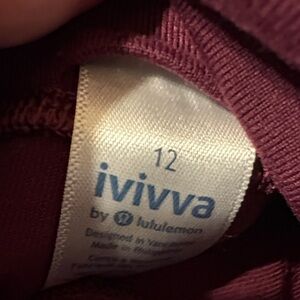 12
ivivva
by lululemon
Designed in Vancouver
Made in Philippines